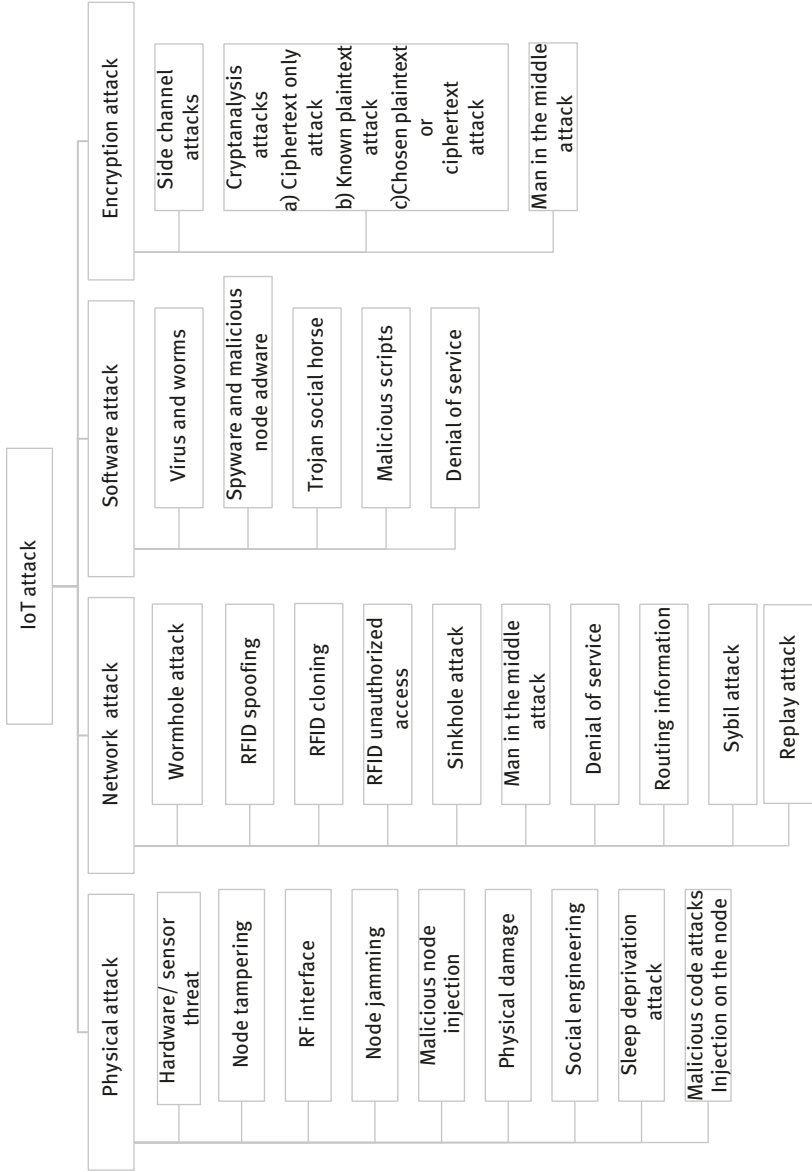 IoT attack
Physical attack
Hardware/ sensor
threat
Node tampering
RF interface
Node jamming
Malicious node
injection
Physical damage
Social engineering
Sleep deprivation
attack
Malicious code attacks
Injection on the node
Network attack
Wormhole attack
RFID spoofing
RFID cloning
RFID unauthorized
access
Sinkhole attack
Man in the middle
attack
Denial of service
Routing information
Sybil attack
Replay attack
Software attack
Virus and worms
Spyware and malicious
node adware
Trojan social horse
Malicious scripts
Denial of service
Encryption attack
Side channel
attacks
Cryptanalysis
attacks
a) Ciphertext only
attack
b) Known plaintext
attack
c)Chosen plaintext
or
ciphertext
attack
Man in the middle
attack